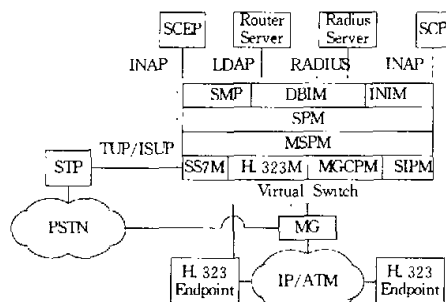 SCEP
Router Server
Radius Server
SCP
INAP
LDAP
RADIUS
INAP
SMP
DBIM
INIM
SPM
MSPM
TUP/ISUP
STP
SS7M
H. 323M
MGCPM
SIPM
Virtual Switch
PSTN
MG
H. 323 Endpoint
IP/ATM
H. 323 Endpoint